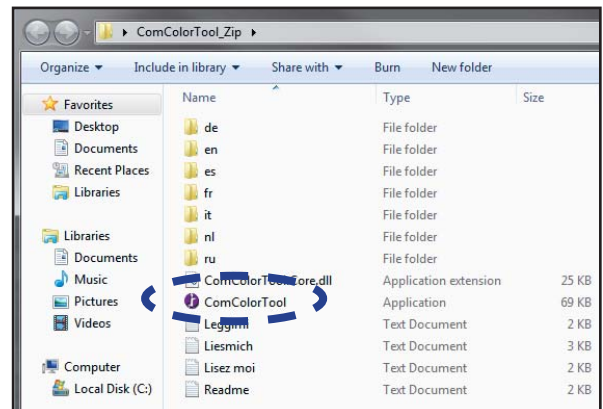 ComColorTool_Zip
Organize Include in library Share with Burn New folder
Favorites
Desktop
Documents
Recent Places
Libraries
Libraries
Documents
Music
Pictures
Videos
Computer
Local Disk (C:)
Name Type Size
de File folder
en File folder
es File folder
fr File folder
it File folder
nl File folder
ru File folder
ComColorTool.Core.dll Application extension 25 KB
ComColorTool Application 69 KB
Leggimi Text Document 2 KB
Liesmich Text Document 3 KB
Lisez moi Text Document 2 KB
Readme Text Document 2 KB